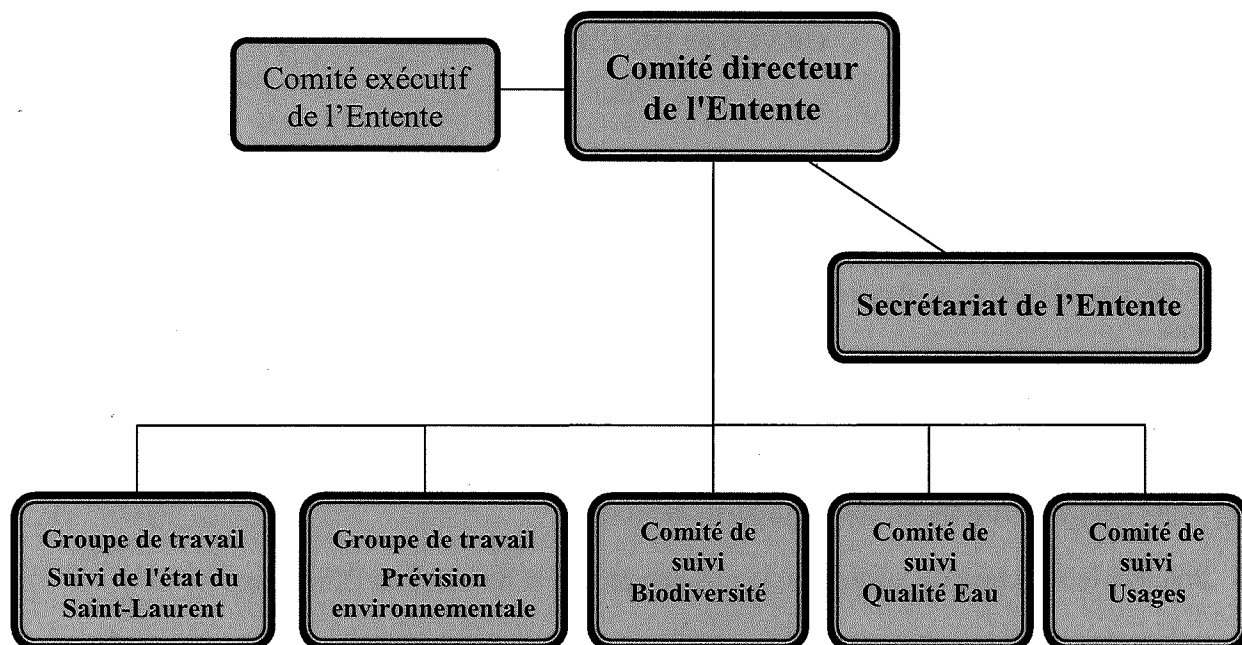 Comité exécutif
de l’Entente
Comité directeur
de l'Entente
Secrétariat de l’Entente
Groupe de travail
Suivi de l'état du
Saint-Laurent
Groupe de travail
Prévision
environnementale
Comité de
suivi
Biodiversité
Comité de
suivi
Qualité Eau
Comité de
suivi
Usages